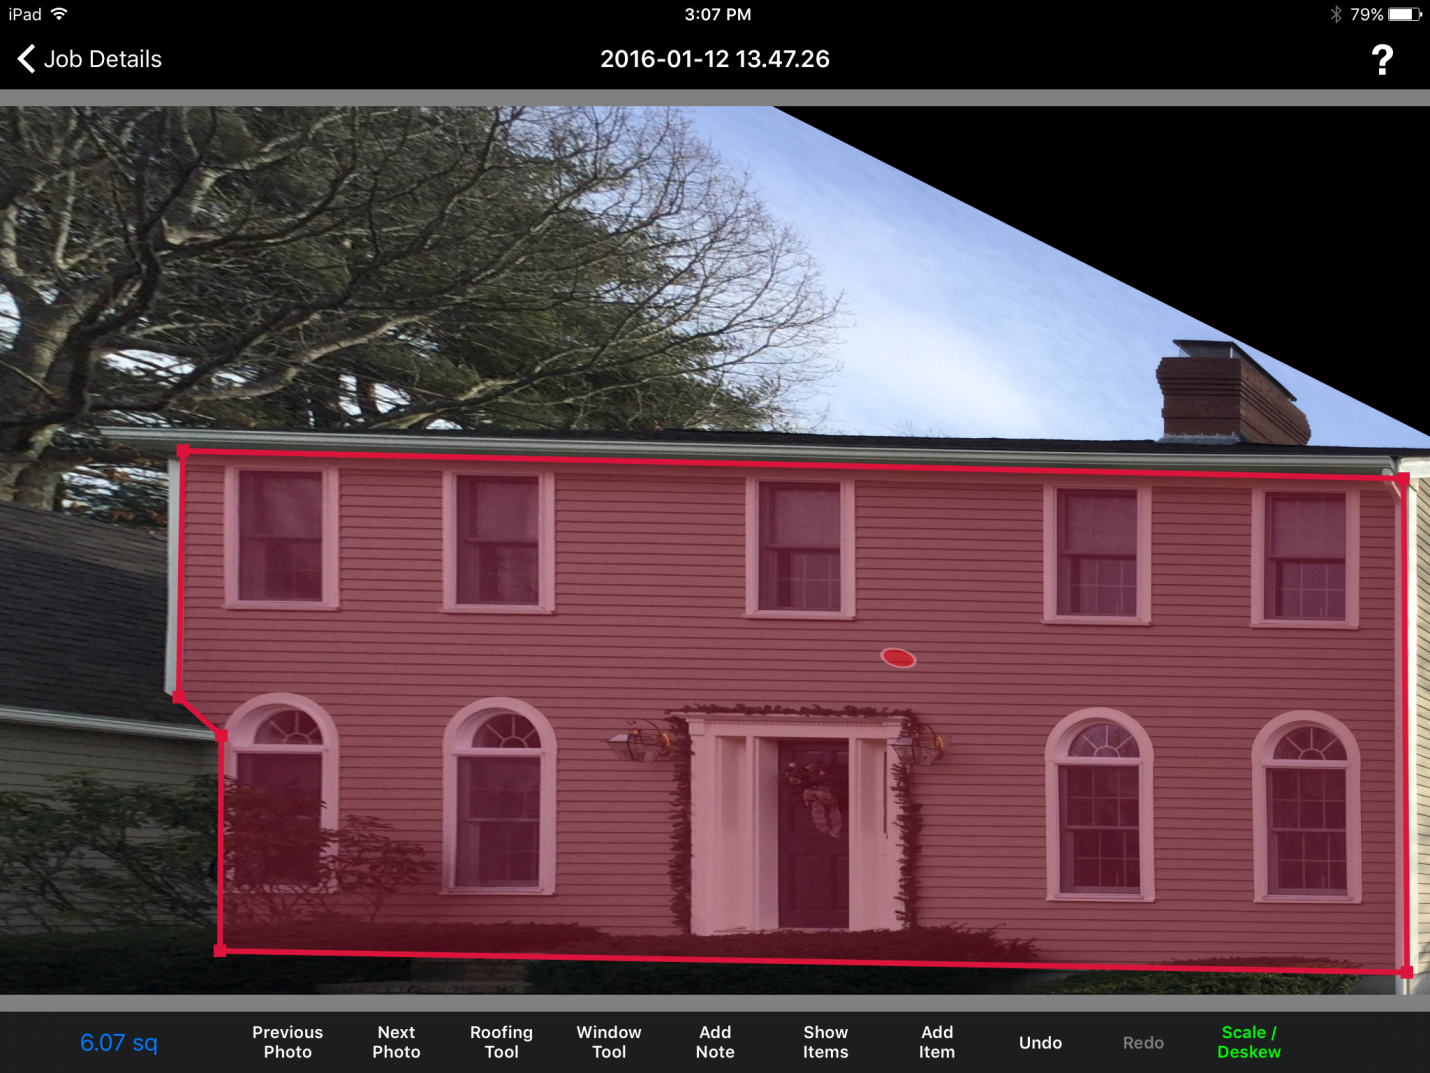 iPad 3:07 PM 79%
Job Details 2016-01-12 13.47.26 ?
6.07 sq
Previous
Photo
Next
Photo
Roofing
Tool
Window
Tool
Add
Note
Show
Items
Add
Item
Undo
Redo
Scale /
Deskew